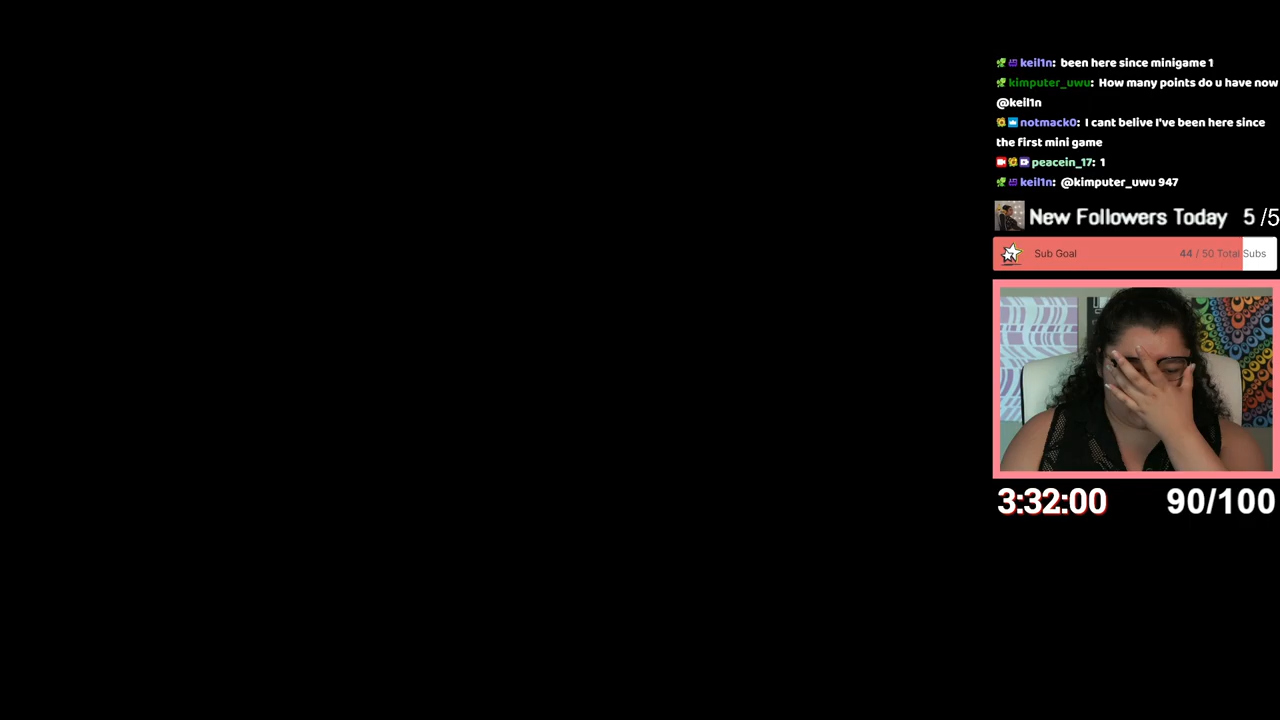 keil1n: been here since minigame 1
kimputer_uwu: How many points do u have now
@keil1n
notmack0: I cant belive I've been here since
the first mini game
peacein_17: 1
keil1n: @kimputer_uwu 947
New Followers Today 5 /5
Sub Goal 44 / 50 Total Subs
3:32:00 90/100